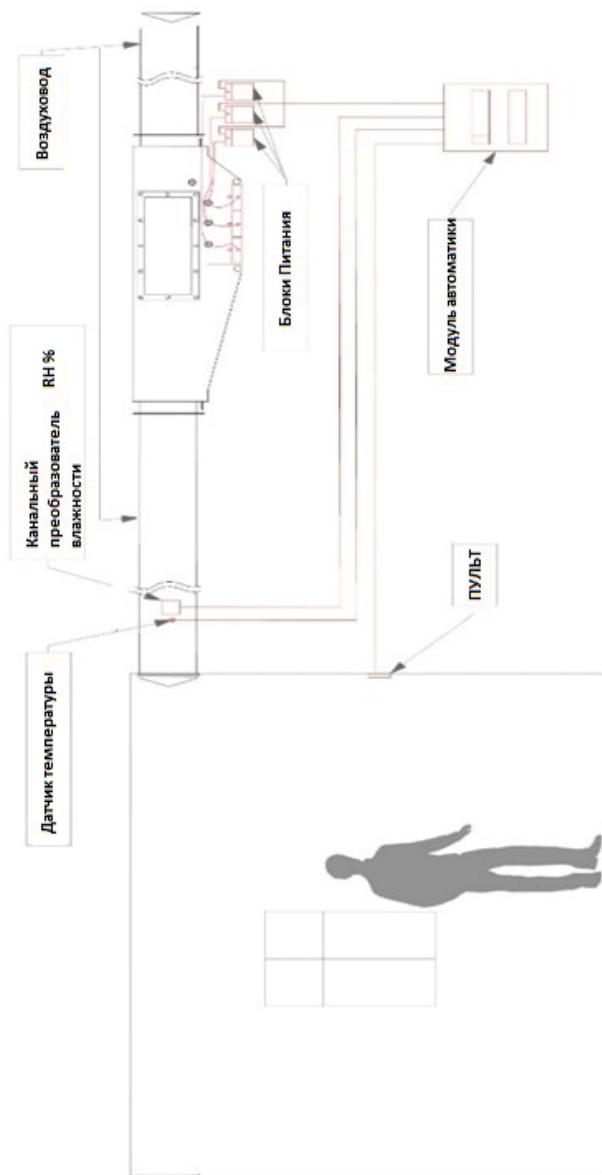 Воздуховод
Канальный RH %
преобразователь
влажности
Датчик температуры
Блоки Питания
Модуль автоматики
ПУЛЬТ